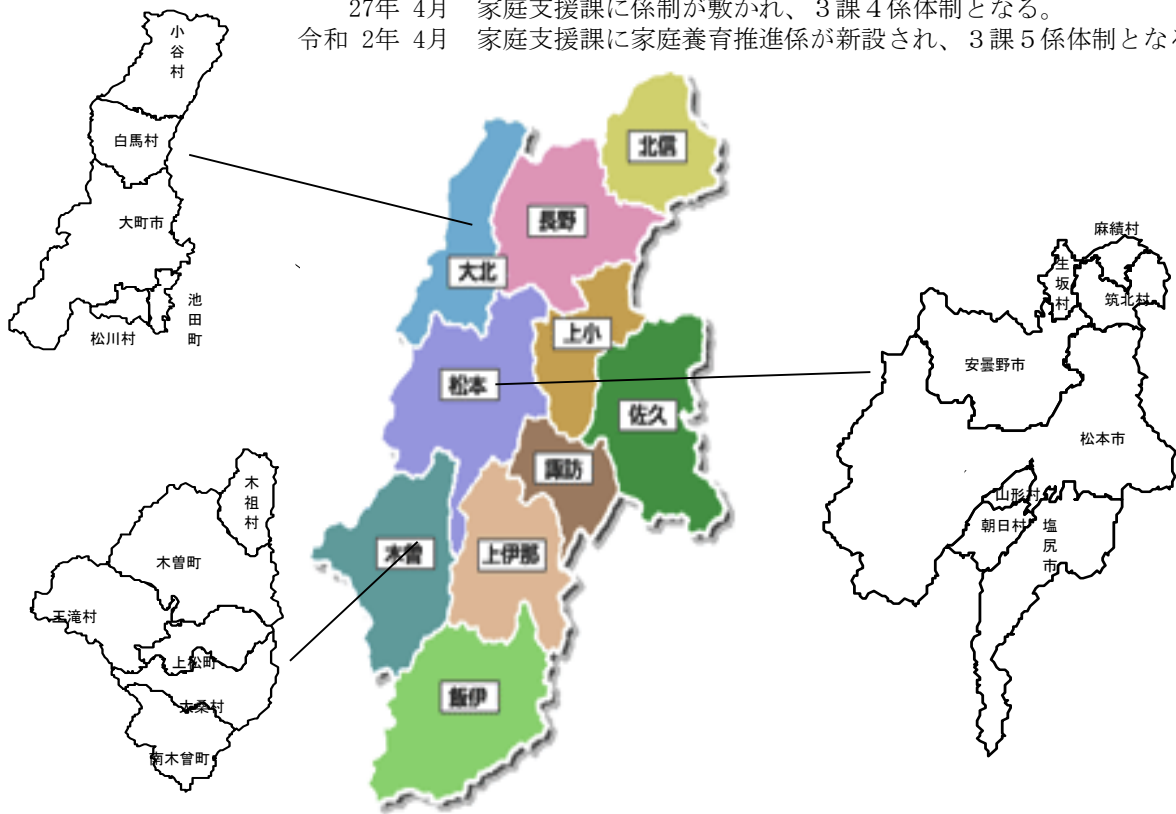 27年 4月 家庭支援課に係制が敷かれ、３課４係体制となる。
令和 2年 4月 家庭支援課に家庭養育推進係が新設され、３課５係体制とな
小谷村
白馬村
大町市
池田町
松川村
北信
長野
大北
上小
松本
佐久
諏訪
木曽
上伊那
飯伊
麻績村
生坂村
筑北村
安曇野市
松本市
山形村
朝日村
塩尻市
木祖村
木曽町
王滝村
上松町
大桑村
南木曽町